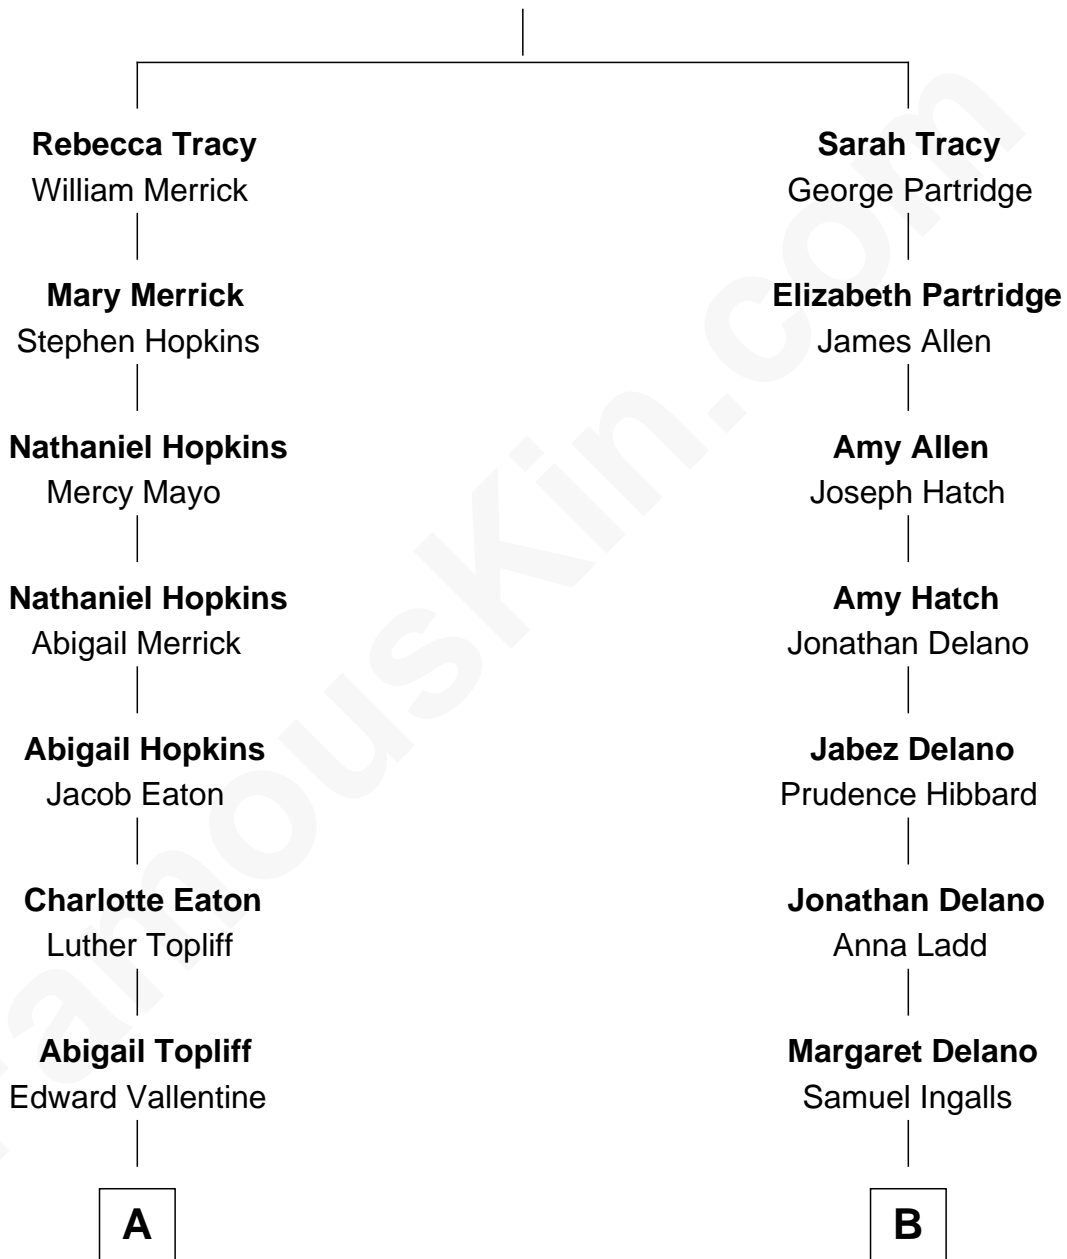 Rebecca Tracy
William Merrick
Mary Merrick
Stephen Hopkins
Nathaniel Hopkins
Mercy Mayo
Nathaniel Hopkins
Abigail Merrick
Abigail Hopkins
Jacob Eaton
Charlotte Eaton
Luther Topliff
Abigail Topliff
Edward Vallentine
A
Sarah Tracy
George Partridge
Elizabeth Partridge
James Allen
Amy Allen
Joseph Hatch
Amy Hatch
Jonathan Delano
Jabez Delano
Prudence Hibbard
Jonathan Delano
Anna Ladd
Margaret Delano
Samuel Ingalls
B
FamousKin.com